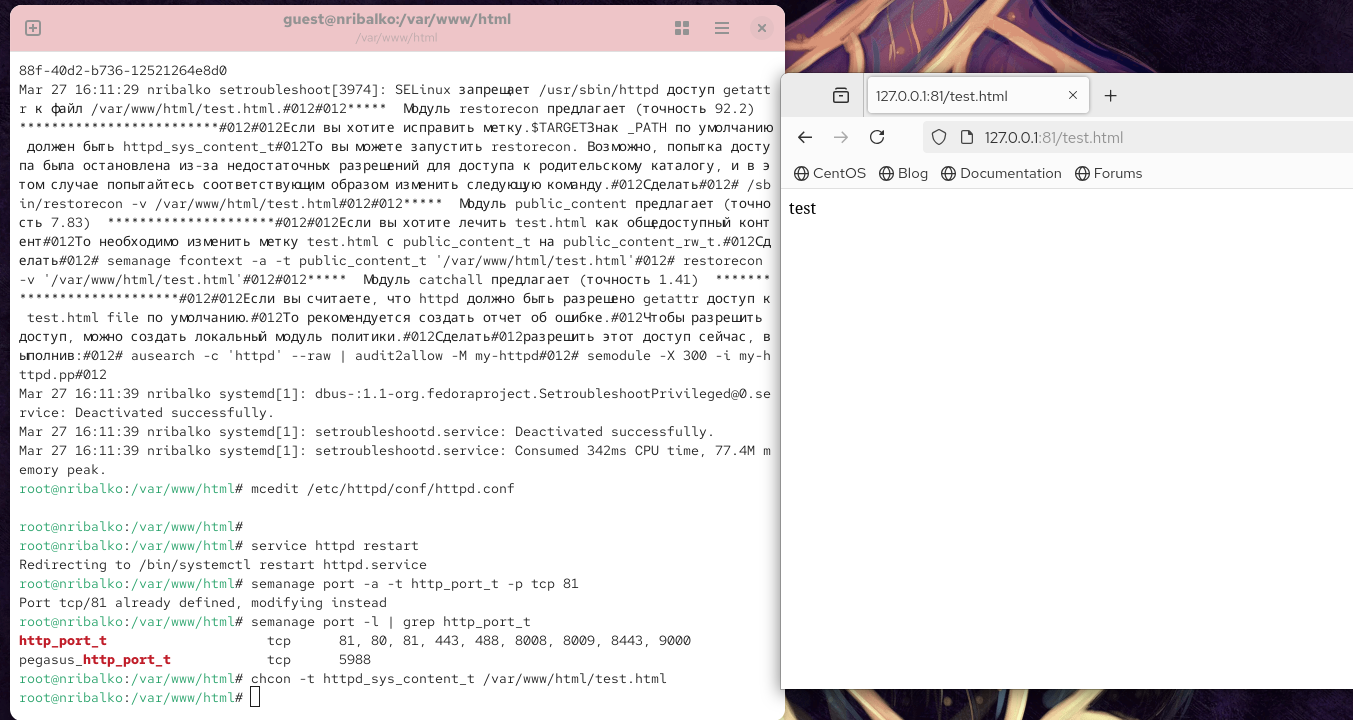 guest@nribalko:/var/www/html
/var/www/html
88f-40d2-b736-12521264e8d0
Mar 27 16:11:29 nribalko setroubleshoot[3974]: SELinux запрещает /usr/sbin/httpd доступ getatt
r к файл /var/www/html/test.html.#012#012*****  Модуль restorecon предлагает (точность 92.2)
*************************#012#012Если вы хотите исправить метку.$TARGETЗнак _PATH по умолчанию
должен быть httpd_sys_content_t#012То вы можете запустить restorecon. Возможно, попытка досту
па была остановлена из-за недостаточных разрешений для доступа к родительскому каталогу, и в э
том случае попытайтесь соответствующим образом изменить следующую команду.#012Сделать#012# /sb
in/restorecon -v /var/www/html/test.html#012#012*****  Модуль public_content предлагает (точно
сть 7.83)  *********************#012#012Если вы хотите лечить test.html как общедоступный конт
ент#012То необходимо изменить метку test.html с public_content_t на public_content_rw_t.#012Сд
елать#012# semanage fcontext -a -t public_content_t '/var/www/html/test.html'#012# restorecon
-v '/var/www/html/test.html'#012#012*****  Модуль catchall предлагает (точность 1.41)  *******
********************#012#012Если вы считаете, что httpd должно быть разрешено getattr доступ к
test.html file по умолчанию.#012То рекомендуется создать отчет об ошибке.#012Чтобы разрешить
доступ, можно создать локальный модуль политики.#012Сделать#012разрешить этот доступ сейчас, в
ыполнив:#012# ausearch -c 'httpd' --raw | audit2allow -M my-httpd#012# semodule -X 300 -i my-h
ttpd.pp#012
Mar 27 16:11:39 nribalko systemd[1]: dbus-:1.1-org.fedoraproject.SetroubleshootPrivileged@0.se
rvice: Deactivated successfully.
Mar 27 16:11:39 nribalko systemd[1]: setroubleshootd.service: Deactivated successfully.
Mar 27 16:11:39 nribalko systemd[1]: setroubleshootd.service: Consumed 342ms CPU time, 77.4M m
emory peak.
root@nribalko:/var/www/html# mcedit /etc/httpd/conf/httpd.conf
root@nribalko:/var/www/html#
root@nribalko:/var/www/html# service httpd restart
Redirecting to /bin/systemctl restart httpd.service
root@nribalko:/var/www/html# semanage port -a -t http_port_t -p tcp 81
Port tcp/81 already defined, modifying instead
root@nribalko:/var/www/html# semanage port -l | grep http_port_t
http_port_t                    tcp      81, 80, 81, 443, 488, 8008, 8009, 8443, 9000
pegasus_http_port_t            tcp      5988
root@nribalko:/var/www/html# chcon -t httpd_sys_content_t /var/www/html/test.html
root@nribalko:/var/www/html#
127.0.0.1:81/test.html
127.0.0.1:81/test.html
CentOS Blog Documentation Forums
test